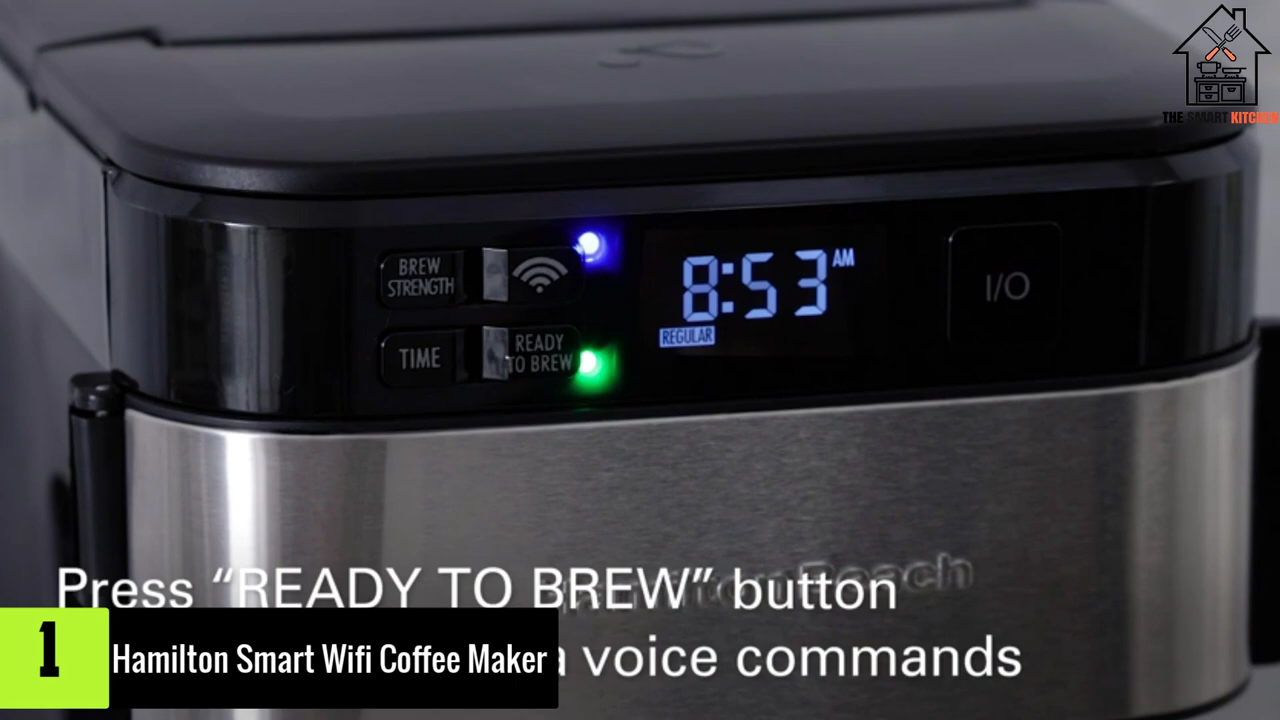 THE SMART KITCHEN
BREW
STRENGTH
8:53 AM
I/O
REGULAR
TIME
READY
TO BREW
Press “READY TO BREW” button
voice commands
1
Hamilton Smart Wifi Coffee Maker